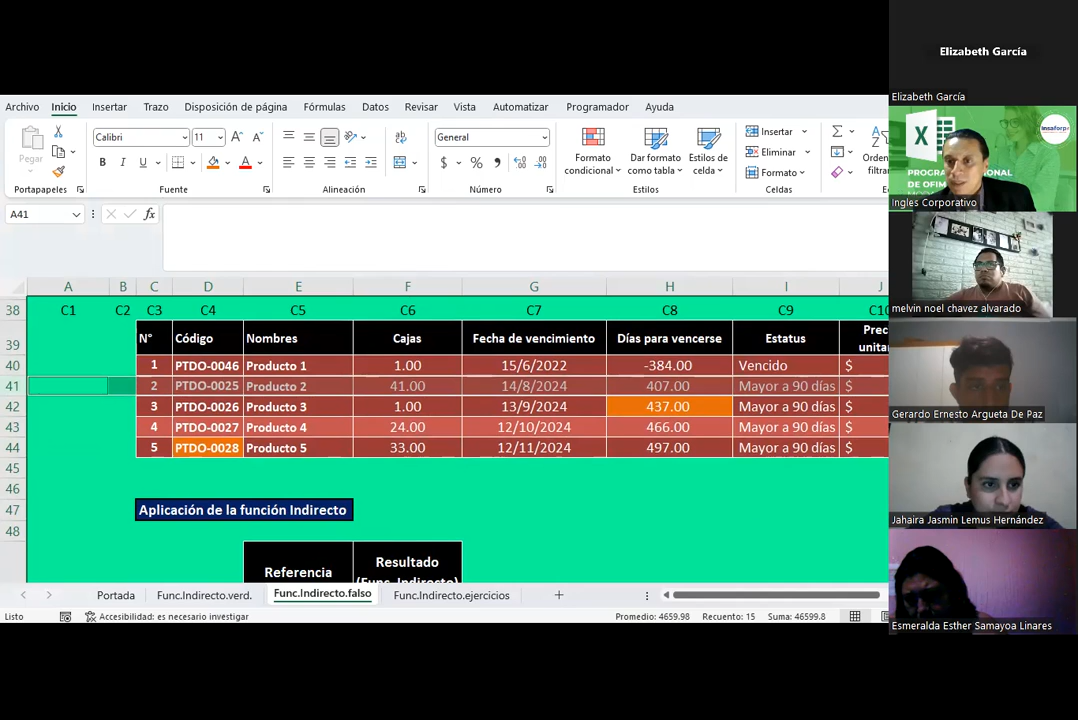 Elizabeth García
Elizabeth García
Archivo Inicio Insertar Trazo Disposición de página Fórmulas Datos Revisar Vista Automatizar Programador Ayuda
Pegar
Calibri 11
General
Formato condicional
Dar formato como tabla
Estilos de celda
Insertar
Eliminar
Formato
Orden
filtrar
Portapapeles Fuente Alineación Número Estilos Celdas
A41
fx
A B C D E F G H I J
38 C1 C2 C3 C4 C5 C6 C7 C8 C9 C10
39 N° Código Nombres Cajas Fecha de vencimiento Días para vencerse Estatus Prec
unitar
40 1 PTDO-0046 Producto 1 1.00 15/6/2022 -384.00 Vencido $
41 2 PTDO-0025 Producto 2 41.00 14/8/2024 407.00 Mayor a 90 días $
42 3 PTDO-0026 Producto 3 1.00 13/9/2024 437.00 Mayor a 90 días $
43 4 PTDO-0027 Producto 4 24.00 12/10/2024 466.00 Mayor a 90 días $
44 5 PTDO-0028 Producto 5 33.00 12/11/2024 497.00 Mayor a 90 días $
45
46
47 Aplicación de la función Indirecto
48
Referencia
Resultado
(Func. Indirecto)
Portada Func.Indirecto.verd. Func.Indirecto.falso Func.Indirecto.ejercicios
Listo Accesibilidad: es necesario investigar Promedio: 4659.98 Recuento: 15 Suma: 46599.8
insaforp
Ingles Corporativo
melvin noel chavez alvarado
Gerardo Ernesto Argueta De Paz
Jahaira Jasmin Lemus Hernández
Esmeralda Esther Samayoa Linares